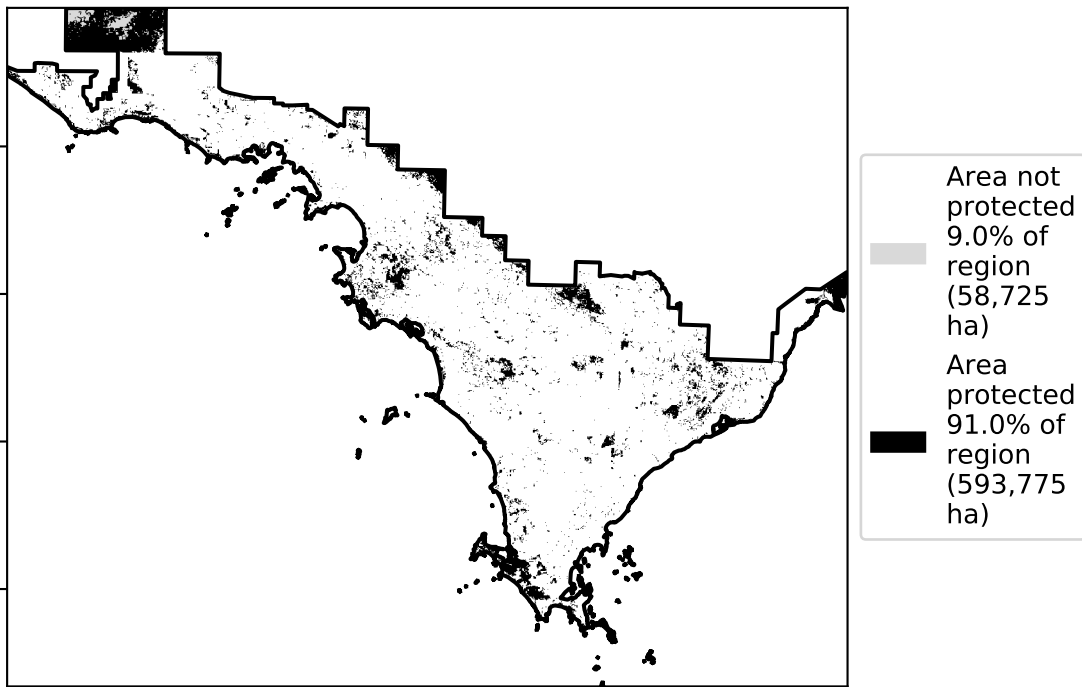 Area not
protected
9.0% of
region
(58,725
ha)
Area
protected
91.0% of
region
(593,775
ha)